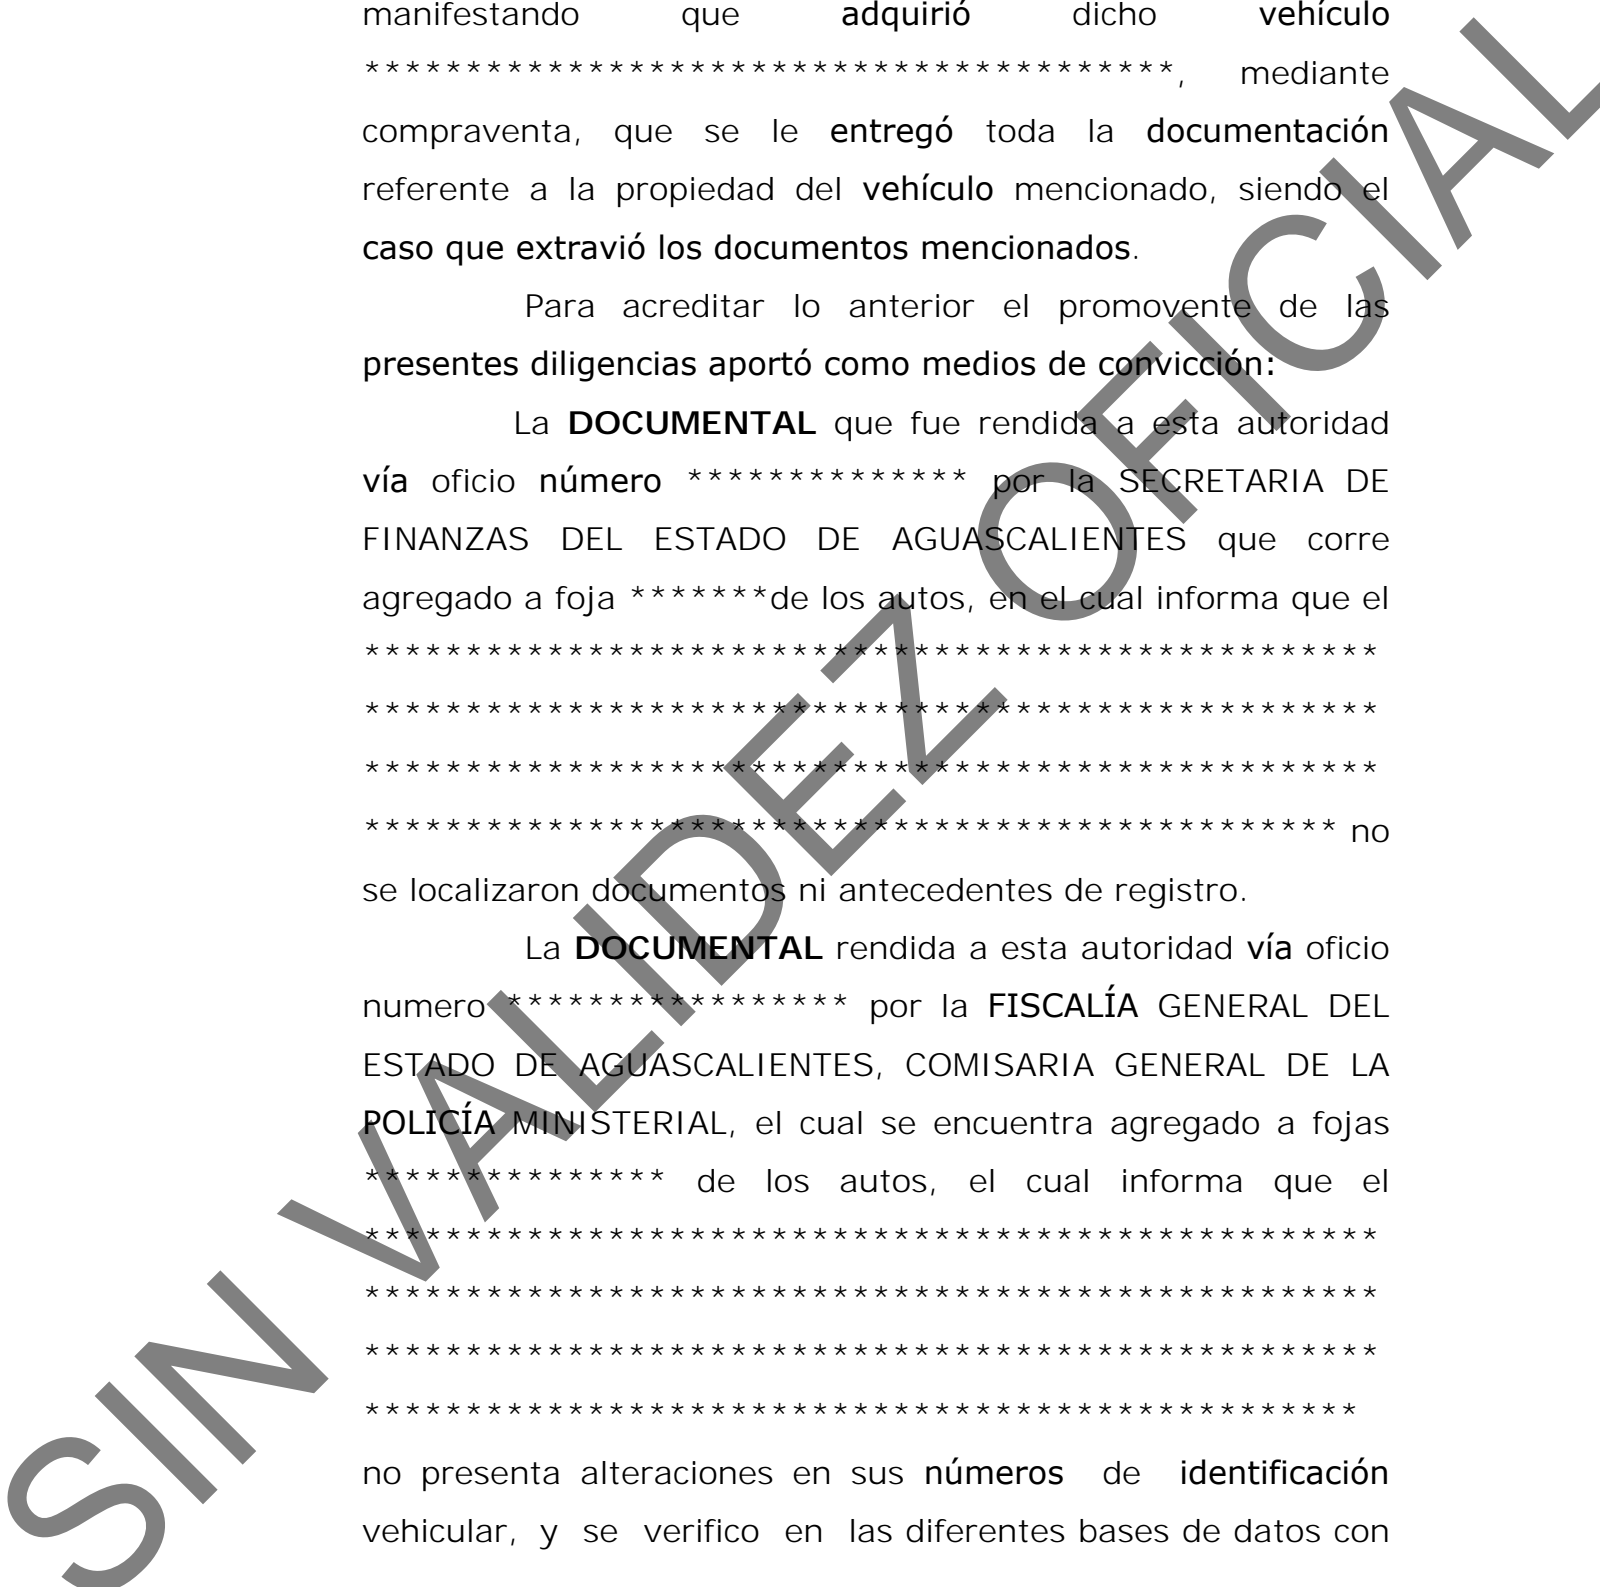 manifestando que adquirió dicho vehículo
****************************************, mediante
compraventa, que se le entregó toda la documentación
referente a la propiedad del vehículo mencionado, siendo el
caso que extravió los documentos mencionados.
Para acreditar lo anterior el promovente de las
presentes diligencias aportó como medios de convicción:
La DOCUMENTAL que fue rendida a esta autoridad
vía oficio número ************** por la SECRETARIA DE
FINANZAS DEL ESTADO DE AGUASCALIENTES que corre
agregado a foja *******de los autos, en el cual informa que el
**************************************************
**************************************************
**************************************************
************************************************ no
se localizaron documentos ni antecedentes de registro.
La DOCUMENTAL rendida a esta autoridad vía oficio
numero ***************** por la FISCALÍA GENERAL DEL
ESTADO DE AGUASCALIENTES, COMISARIA GENERAL DE LA
POLICÍA MINISTERIAL, el cual se encuentra agregado a fojas
*************** de los autos, el cual informa que el
**************************************************
**************************************************
**************************************************
*************************************************
no presenta alteraciones en sus números de identificación
vehicular, y se verifico en las diferentes bases de datos con
SIN VALIDEZ OFICIAL